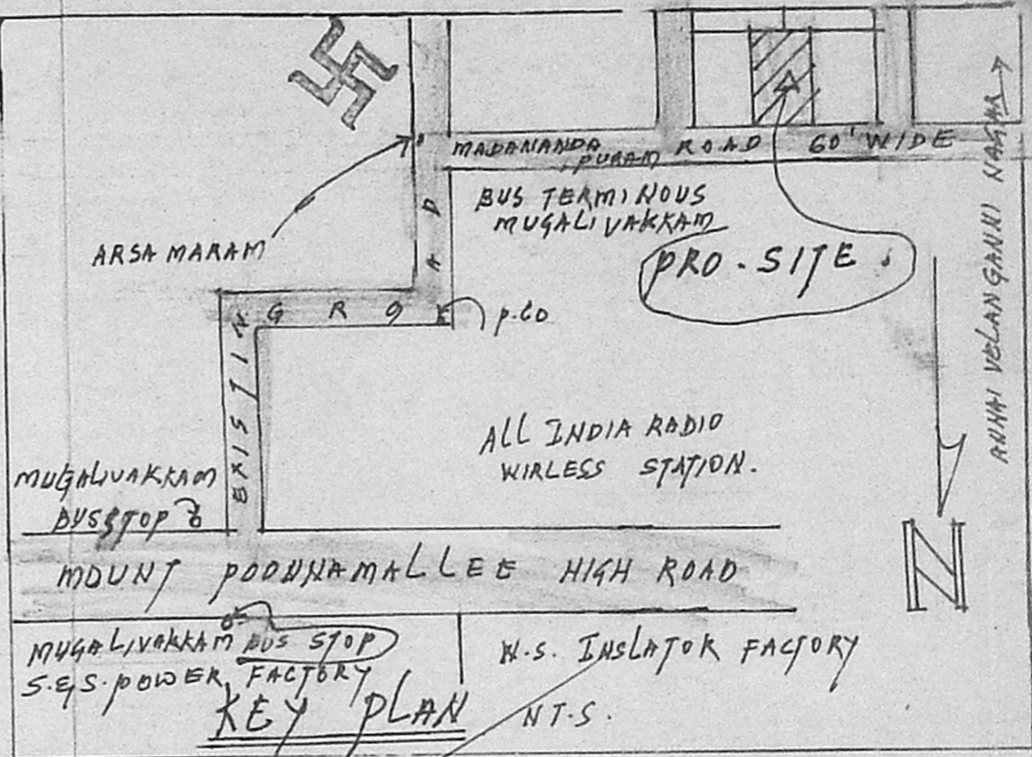 MADANANDA PURAM ROAD 60' WIDE
BUS TERMINOUS
MUGALIVAKKAM
ARSA MARAM
PRO. SITE
ANNAI VELANGANNI NAGAR
EXISTING ROAD
P.CO
ALL INDIA RADIO
WIRLESS STATION.
MUGALIVAKKAM
BUS STOP
MOUNT POONNAMALLEE HIGH ROAD
N
MUGALIVAKKAM BUS STOP
S.&S. POWER FACTORY
W.S. INSLATOR FACTORY
KEY PLAN
NT.S.